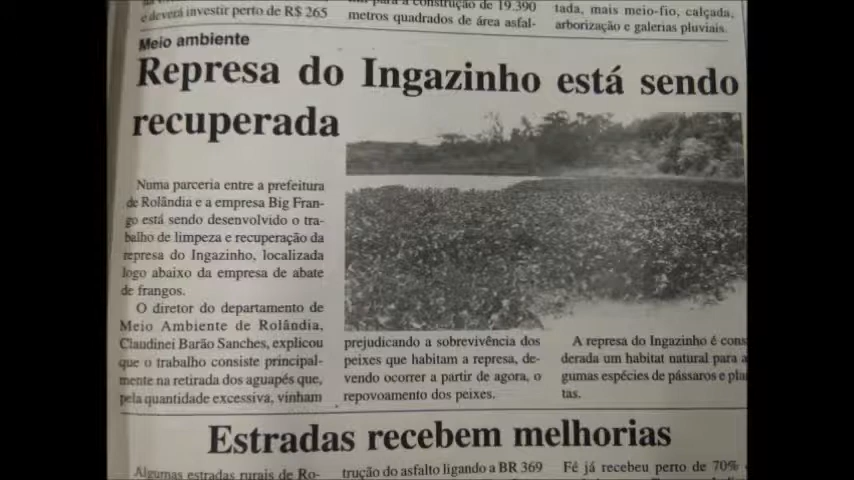 e deverá investir perto de R$ 265
construção de 19.390
metros quadrados de área asfal-
tada, mais meio-fio, calçada,
arborização e galerias pluviais.
Meio ambiente
Represa do Ingazinho está sendo
recuperada
Numa parceria entre a prefeitura
de Rolândia e a empresa Big Fran-
go está sendo desenvolvido o tra-
balho de limpeza e recuperação da
represa do Ingazinho, localizada
logo abaixo da empresa de abate
de frangos.
O diretor do departamento de
Meio Ambiente de Rolândia,
Claudinei Barão Sanches, explicou
que o trabalho consiste principal-
mente na retirada dos aguapés que,
pela quantidade excessiva, vinham
prejudicando a sobrevivência dos
peixes que habitam a represa, de-
vendo ocorrer a partir de agora, o
repovoamento dos peixes.
A represa do Ingazinho é cons
derada um habitat natural para a
gumas espécies de pássaros e pla
tas.
Estradas recebem melhorias
Algumas estradas rurais de Ro-
trução do asfalto ligando a BR 369
Fé já recebeu perto de 70%